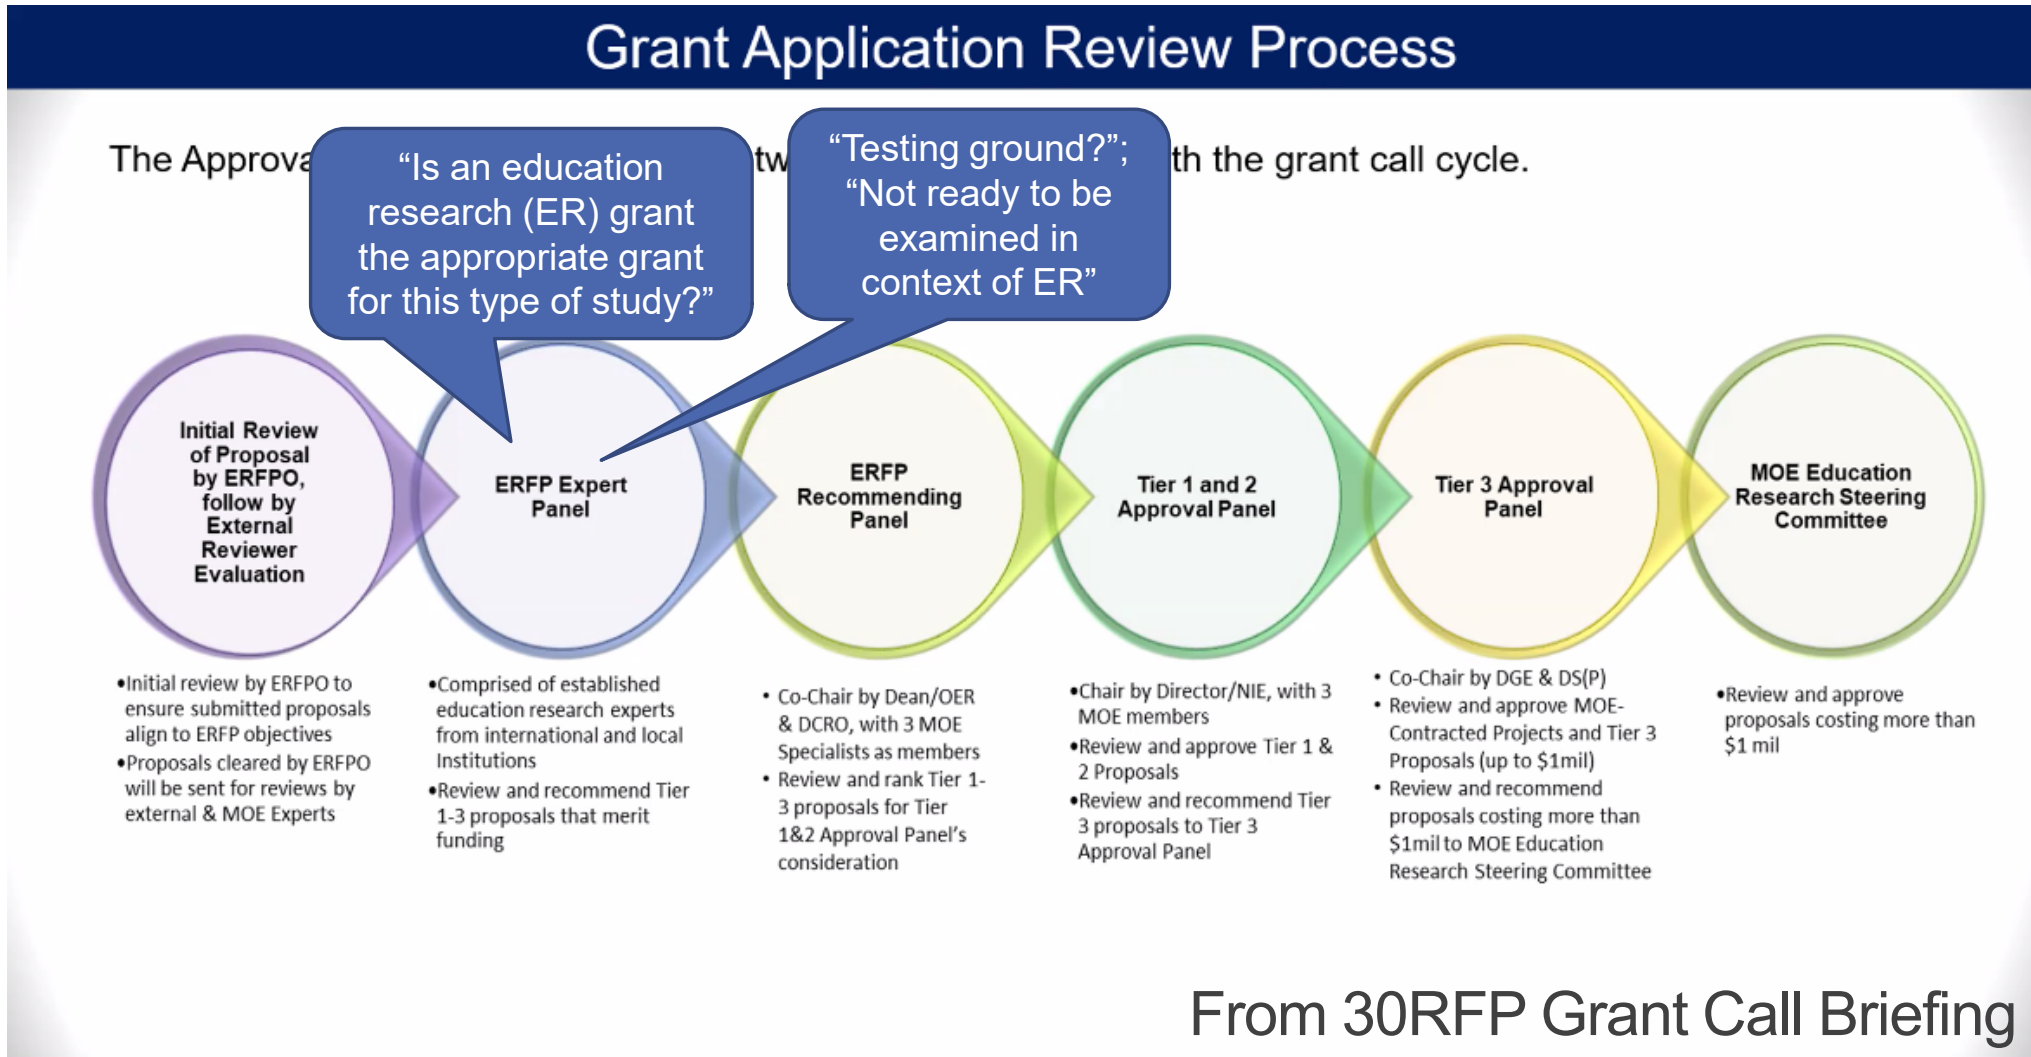 Grant Application Review Process
The Approva
tw
th the grant call cycle.
“Is an education
research (ER) grant
the appropriate grant
for this type of study?”
“Testing ground?”;
“Not ready to be
examined in
context of ER”
Initial Review
of Proposal
by ERFPO,
follow by
External
Reviewer
Evaluation
ERFP Expert
Panel
ERFP
Recommending
Panel
Tier 1 and 2
Approval Panel
Tier 3 Approval
Panel
MOE Education
Research Steering
Committee
•Initial review by ERFPO to
ensure submitted proposals
align to ERFP objectives
•Proposals cleared by ERFPO
will be sent for reviews by
external & MOE Experts
•Comprised of established
education research experts
from international and local
Institutions
•Review and recommend Tier
1-3 proposals that merit
funding
• Co-Chair by Dean/OER
& DCRO, with 3 MOE
Specialists as members
• Review and rank Tier 1-
3 proposals for Tier
1&2 Approval Panel’s
consideration
•Chair by Director/NIE, with 3
MOE members
•Review and approve Tier 1 &
2 Proposals
•Review and recommend Tier
3 proposals to Tier 3
Approval Panel
• Co-Chair by DGE & DS(P)
• Review and approve MOE-
Contracted Projects and Tier 3
Proposals (up to $1mil)
• Review and recommend
proposals costing more than
$1mil to MOE Education
Research Steering Committee
•Review and approve
proposals costing more than
$1 mil
From 30RFP Grant Call Briefing